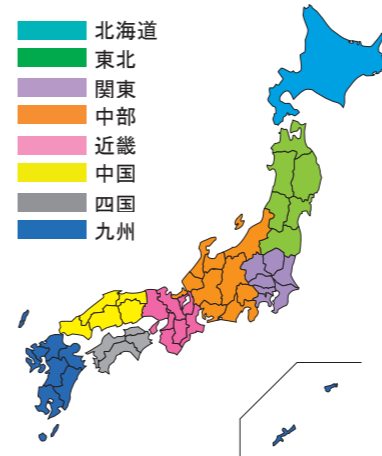 北海道
東北
関東
中部
近畿
中国
四国
九州